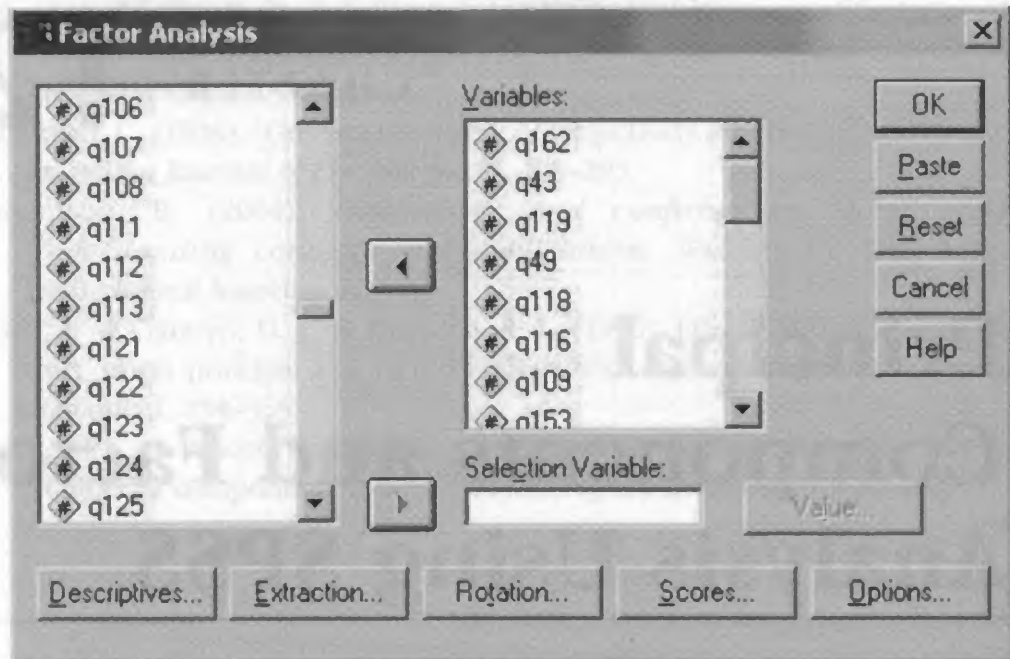 Factor Analysis
q106
q107
q108
q111
q112
q113
q121
q122
q123
q124
q125
Variables:
q162
q43
q119
q49
q118
q116
q109
q153
Selection Variable:
Value...
OK
Paste
Reset
Cancel
Help
Descriptives...
Extraction...
Rotation...
Scores...
Options...